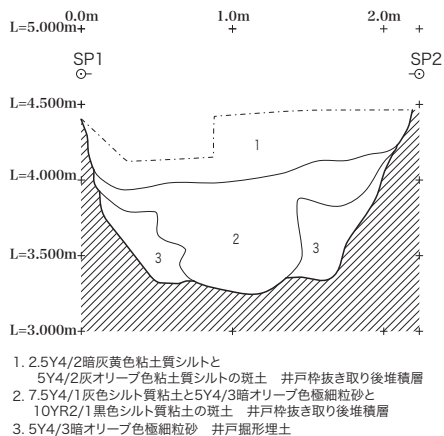 0.0m 1.0m 2.0m
L=5.000m
SP1 SP2
L=4.500m
1
L=4.000m
2
L=3.500m
3 3
L=3.000m
1. 2.5Y4/2暗灰黄色粘土質シルトと
5Y4/2灰オリーブ色粘土質シルトの斑土 井戸枠抜き取り後堆積層
2. 7.5Y4/1灰色シルト質粘土と5Y4/3暗オリーブ色極細粒砂と
10YR2/1黒色シルト質粘土の斑土 井戸枠抜き取り後堆積層
3. 5Y4/3暗オリーブ色極細粒砂 井戸掘形埋土